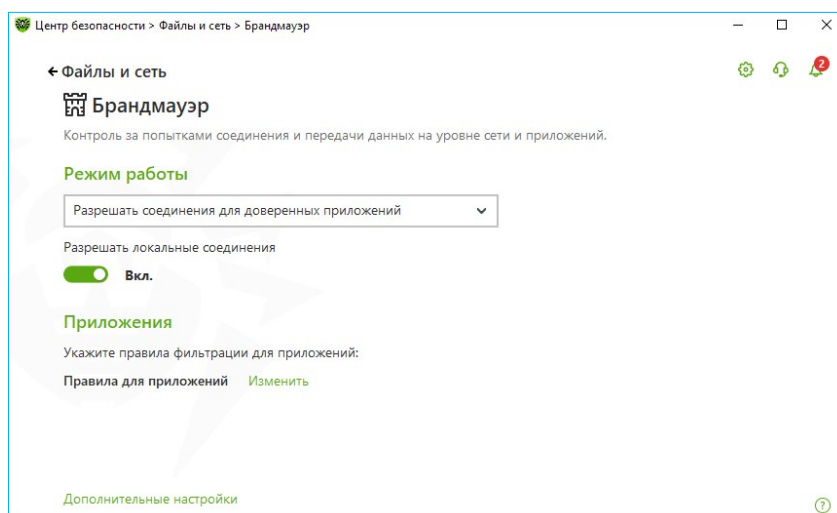 Центр безопасности > Файлы и сеть > Брандмауэр
Файлы и сеть
2
Брандмауэр
Контроль за попытками соединения и передачи данных на уровне сети и приложений.
Режим работы
Разрешать соединения для доверенных приложений
Разрешать локальные соединения
Вкл.
Приложения
Укажите правила фильтрации для приложений:
Правила для приложений Изменить
Дополнительные настройки
?